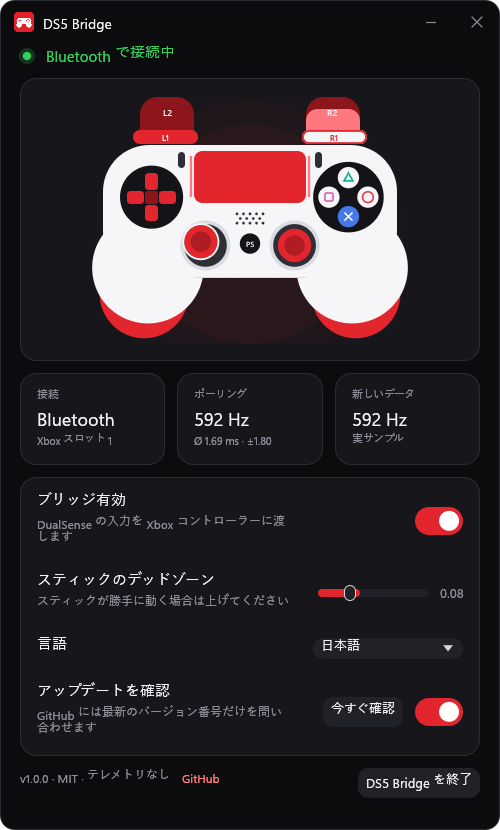 DS5 Bridge
Bluetooth で接続中
L2
R2
L1
R1
PS
接続
Bluetooth
Xbox スロット 1
ポーリング
592 Hz
Ø 1.69 ms · ±1.80
新しいデータ
592 Hz
実サンプル
ブリッジ有効
DualSense の入力を Xbox コントローラーに渡
します
スティックのデッドゾーン
スティックが勝手に動く場合は上げてください
0.08
言語
日本語
アップデートを確認
GitHub には最新のバージョン番号だけを問い
合わせます
今すぐ確認
v1.0.0 · MIT · テレメトリなし
GitHub
DS5 Bridge を終了